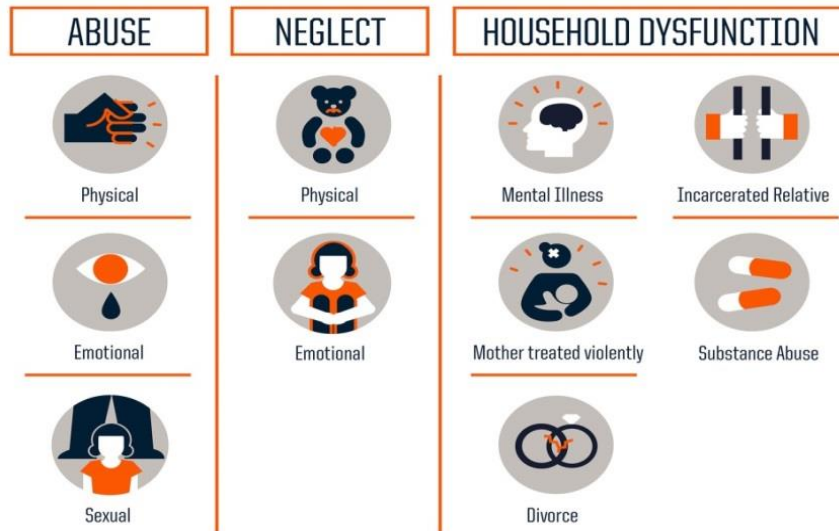 ABUSE
NEGLECT
HOUSEHOLD DYSFUNCTION
Physical
Emotional
Sexual
Physical
Emotional
Mental Illness
Incarcerated Relative
Mother treated violently
Substance Abuse
Divorce